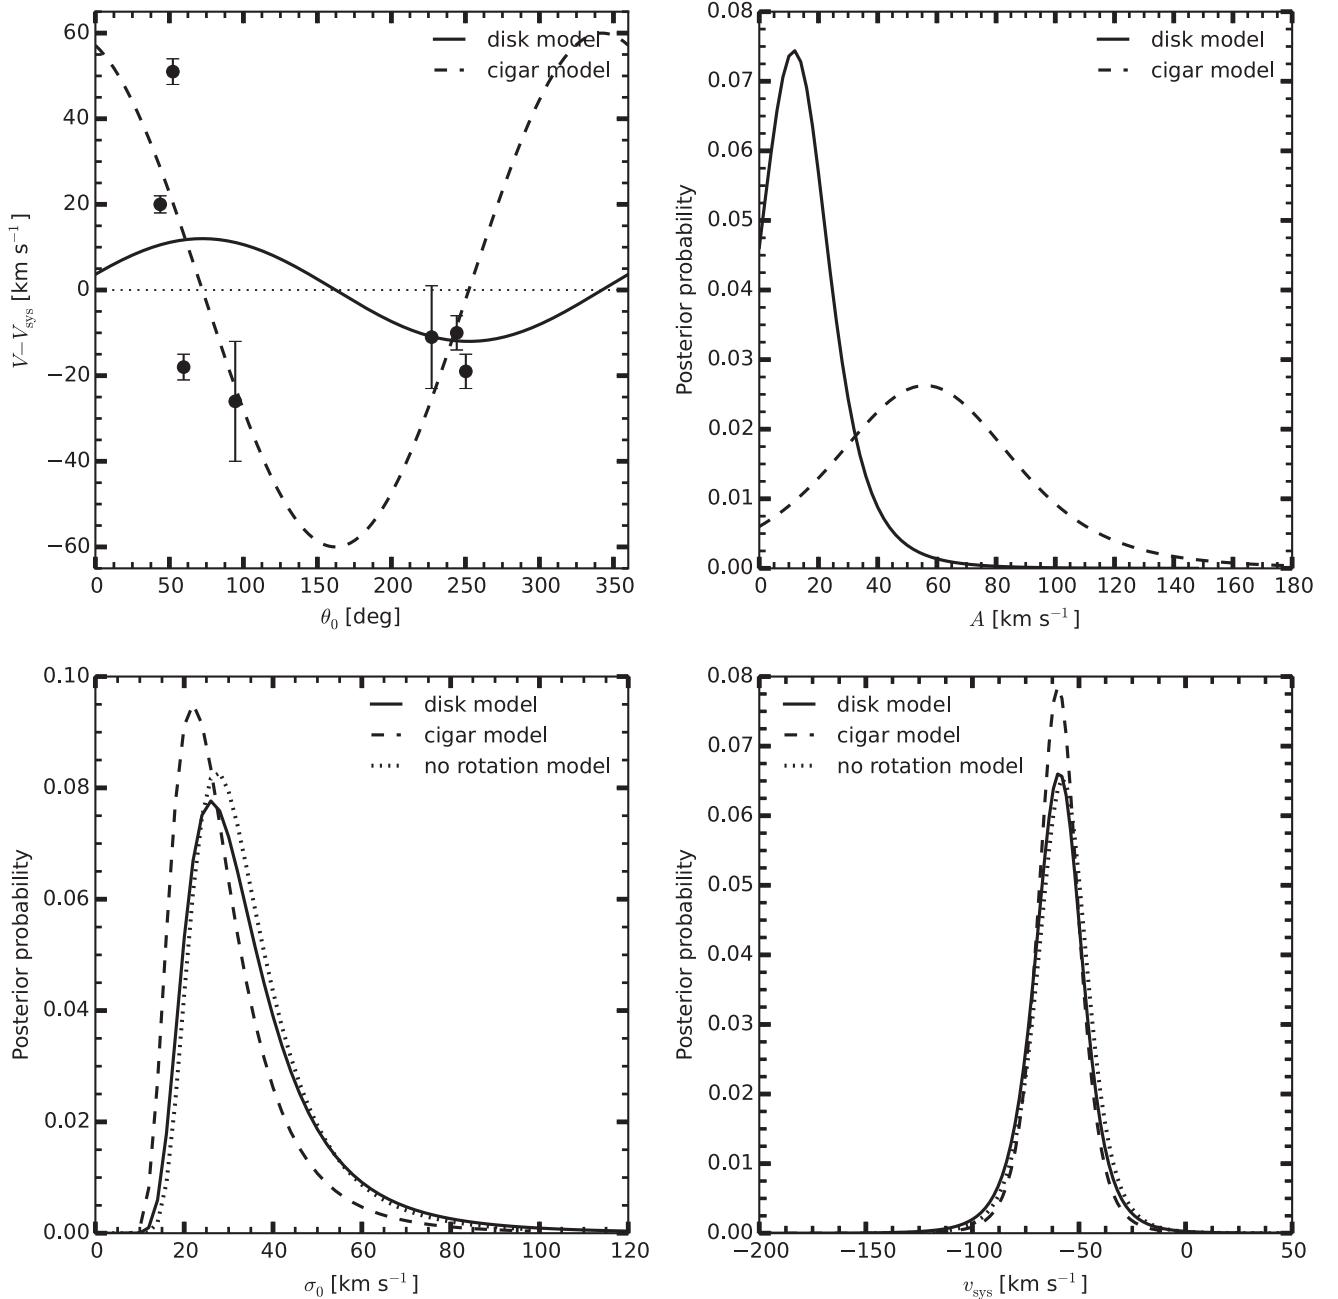 disk model
cigar model
60
40
20
0
−20
−40
−60
V−V_sys [km s⁻¹]
0 50 100 150 200 250 300 350
θ₀ [deg]
disk model
cigar model
0.08
0.07
0.06
0.05
0.04
0.03
0.02
0.01
0.00
Posterior probability
0 20 40 60 80 100 120 140 160 180
A [km s⁻¹]
disk model
cigar model
no rotation model
0.10
0.08
0.06
0.04
0.02
0.00
Posterior probability
0 20 40 60 80 100 120
σ₀ [km s⁻¹]
disk model
cigar model
no rotation model
0.08
0.07
0.06
0.05
0.04
0.03
0.02
0.01
0.00
Posterior probability
−200 −150 −100 −50 0 50
v_sys [km s⁻¹]